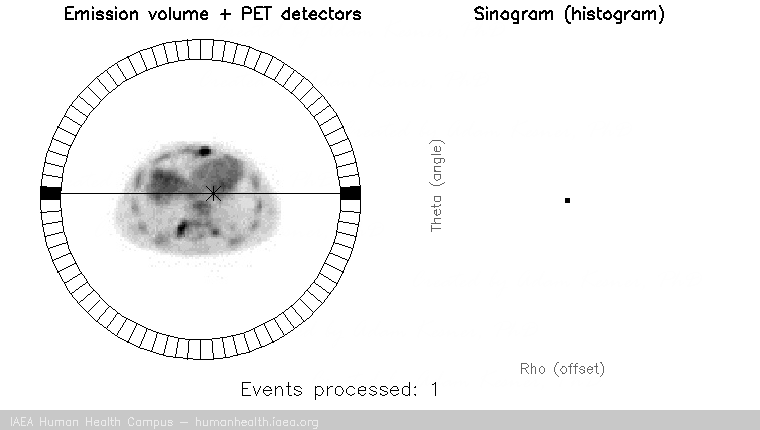 Emission volume + PET detectors
Sinogram (histogram)
Theta (angle)
Rho (offset)
Events processed: 1
IAEA Human Health Campus – humanhealth.iaea.org